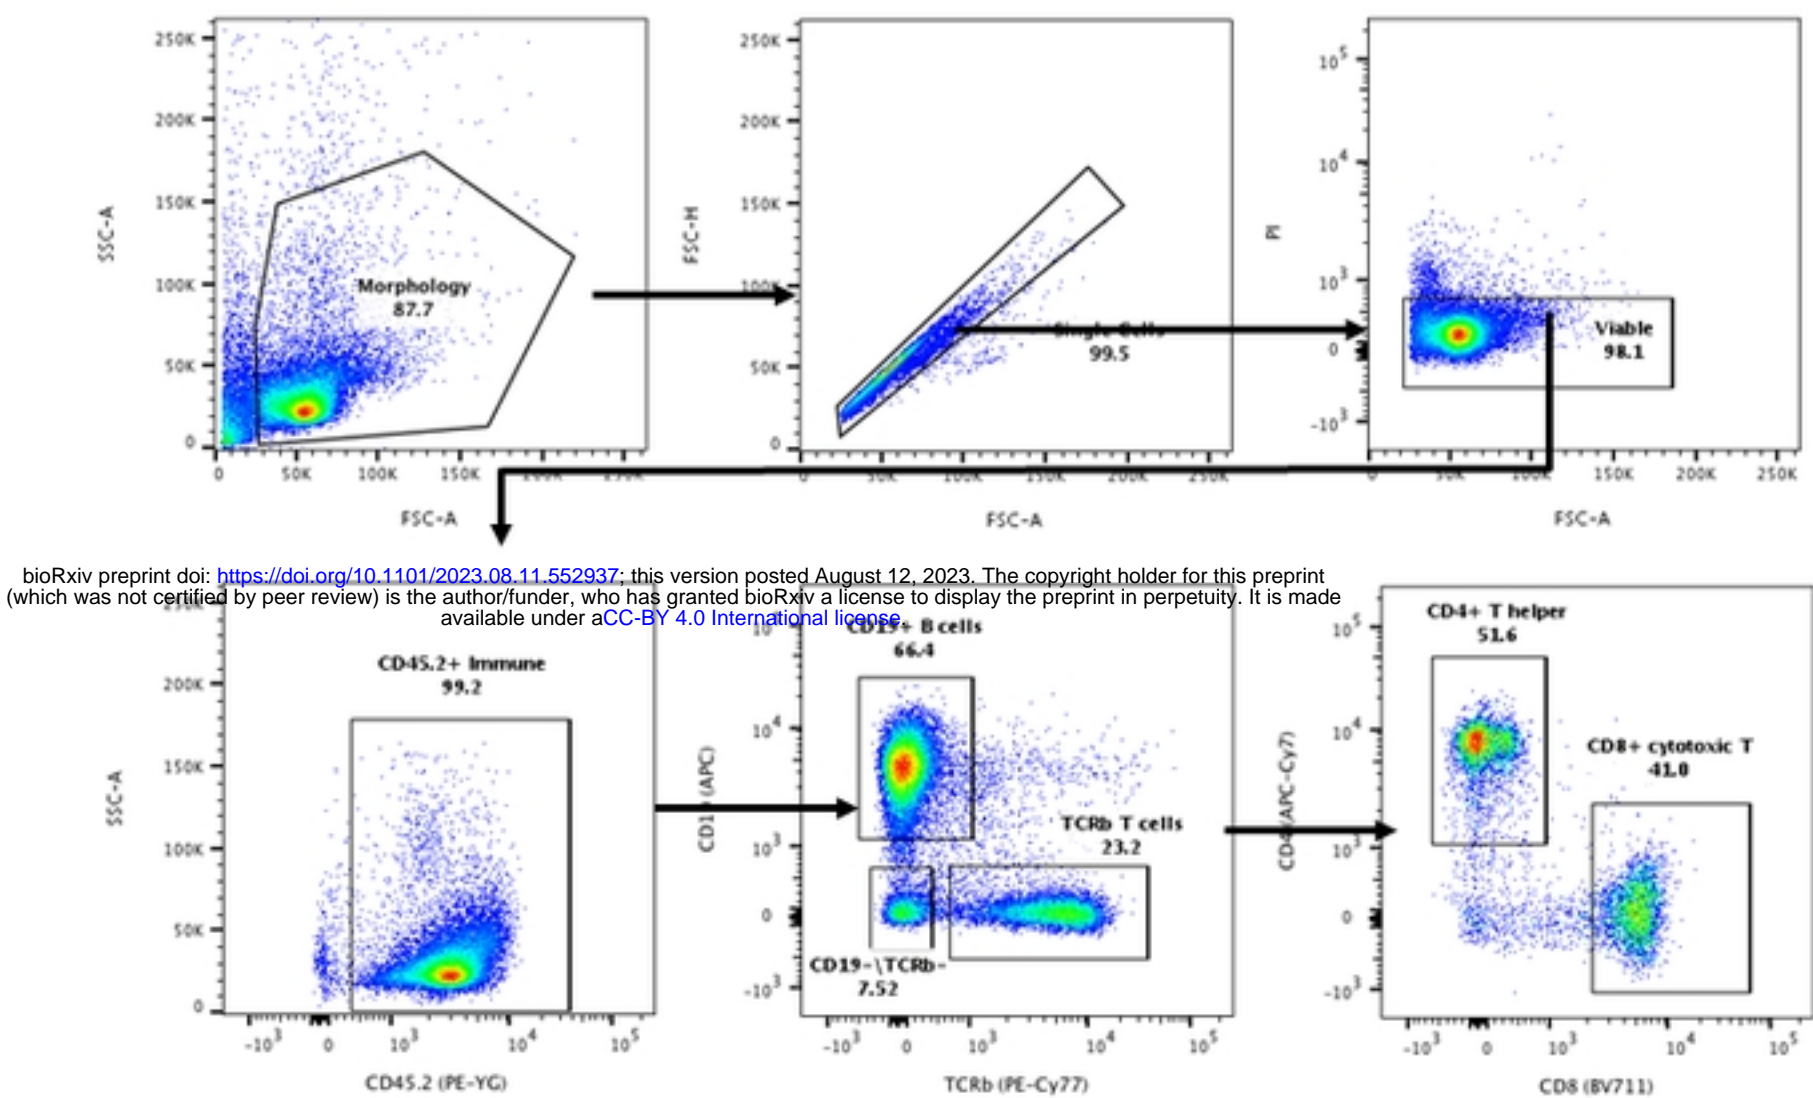 250K
200K
150K
100K
50K
0
SSC-A
Morphology
87.7
0
50K
100K
150K
FSC-A
250K
200K
150K
50K
0
FSC-H
Single Cells
99.5
0
200K
250K
FSC-A
10^5
10^4
10^3
0
-10^3
PI
Viable
98.1
0
50K
100K
150K
200K
250K
FSC-A
bioRxiv preprint doi: https://doi.org/10.1101/2023.08.11.552937; this version posted August 12, 2023. The copyright holder for this preprint
(which was not certified by peer review) is the author/funder, who has granted bioRxiv a license to display the preprint in perpetuity. It is made
available under aCC-BY 4.0 International license.
200K
150K
100K
50K
0
SSC-A
CD45.2+ Immune
99.2
-10^3
0
10^3
10^4
10^5
CD45.2 (PE-YG)
10^4
10^3
0
-10^3
(APC)
CD19+ B cells
66.4
TCRb T cells
23.2
CD19-\TCRb-
7.52
-10^3
0
10^3
10^4
10^5
TCRb (PE-Cy77)
10^5
10^4
10^3
0
-10^3
(APC-Cy7)
CD4+ T helper
51.6
CD8+ cytotoxic T
41.0
-10^3
0
10^3
10^4
10^5
CD8 (BV711)